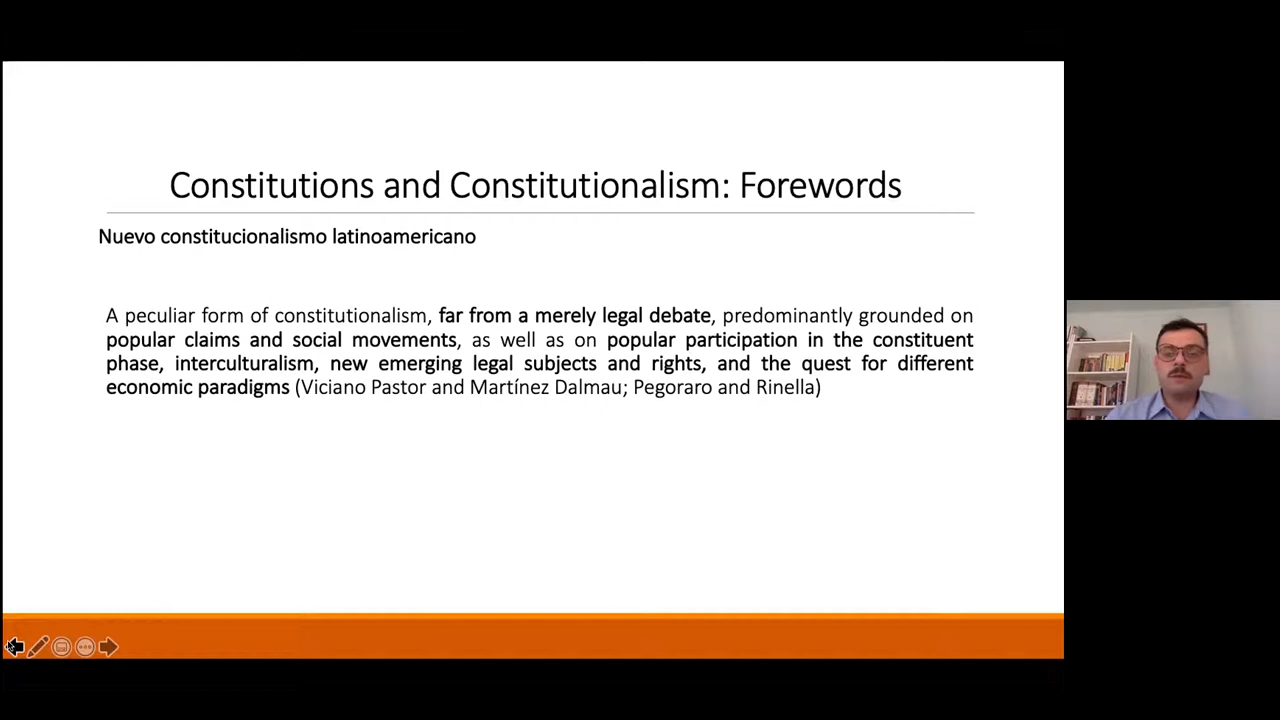 Constitutions and Constitutionalism: Forewords
Nuevo constitucionalismo latinoamericano
A peculiar form of constitutionalism, far from a merely legal debate, predominantly grounded on
popular claims and social movements, as well as on popular participation in the constituent
phase, interculturalism, new emerging legal subjects and rights, and the quest for different
economic paradigms (Viciano Pastor and Martínez Dalmau; Pegoraro and Rinella)